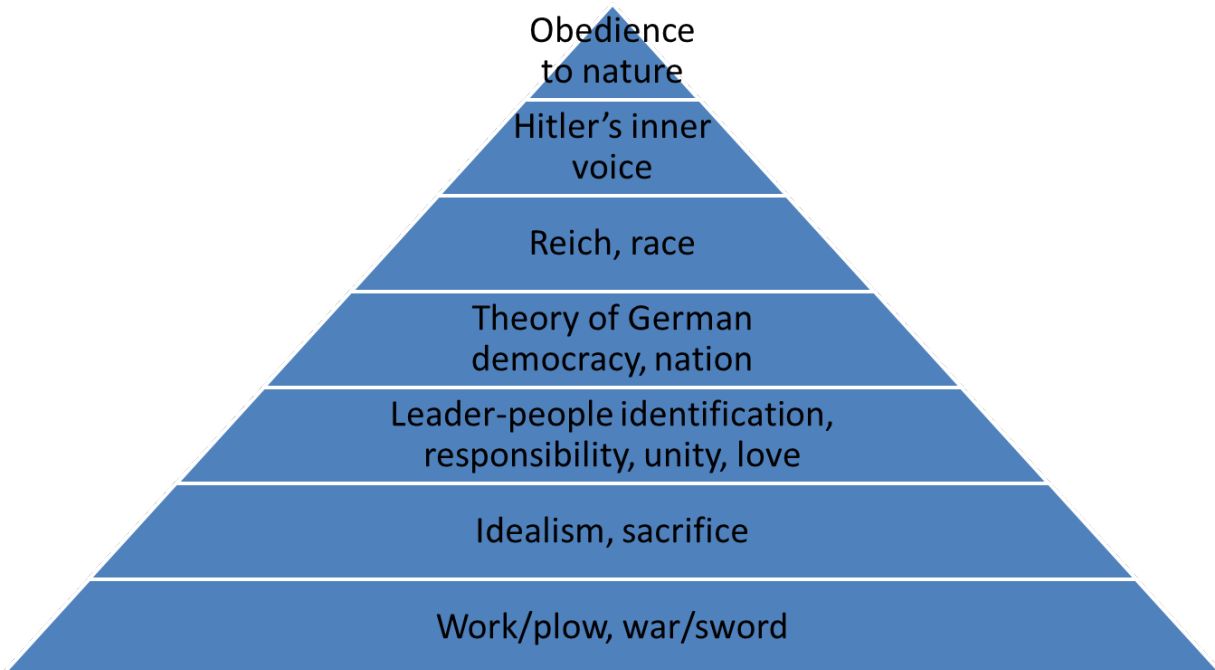 Obedience
to nature
Hitler’s inner
voice
Reich, race
Theory of German
democracy, nation
Leader-people identification,
responsibility, unity, love
Idealism, sacrifice
Work/plow, war/sword